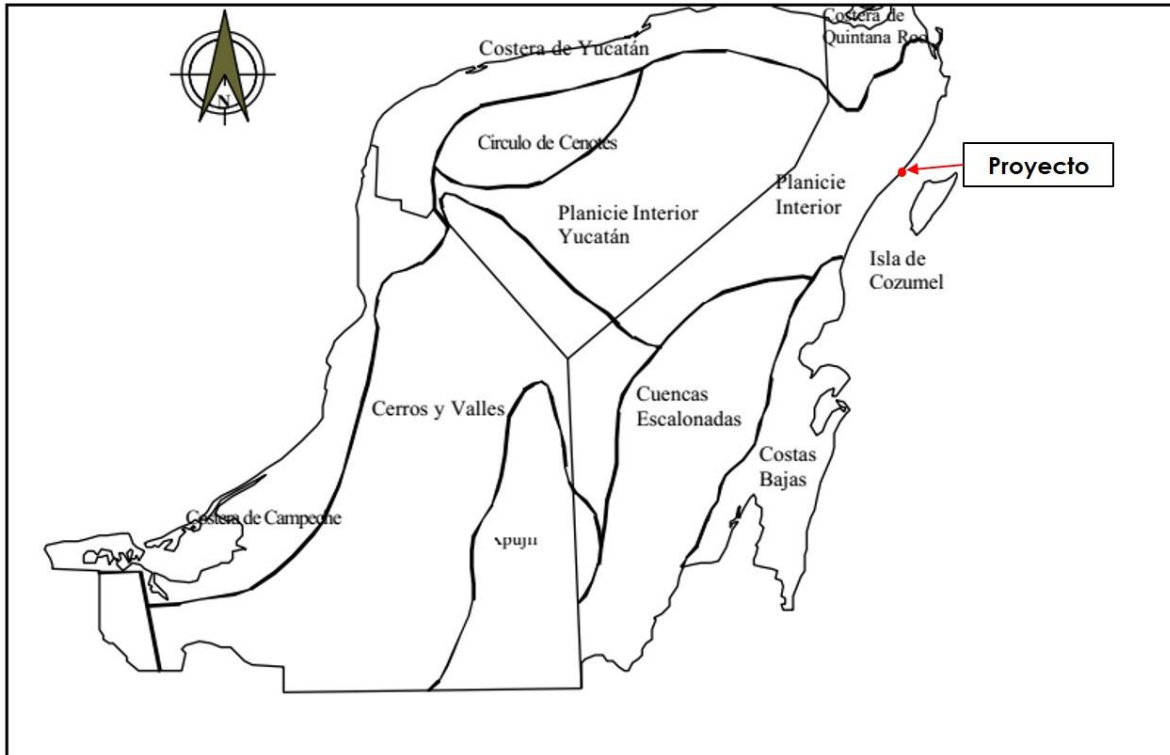 Costera de
Quintana Roo
Costera de Yucatán
N
Circulo de Cenotes
Proyecto
Planicie
Interior
Planicie Interior
Yucatán
Isla de
Cozumel
Cerros y Valles
Cuencas
Escalonadas
Costas
Bajas
Costera de Campeche